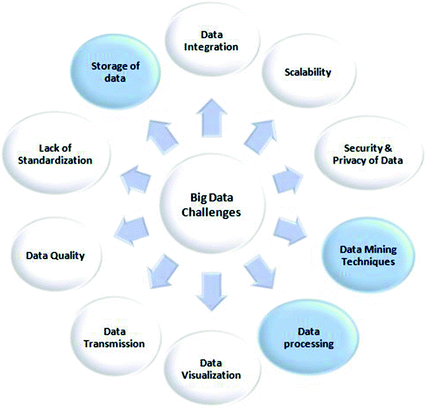 Data
Integration
Scalability
Security &
Privacy of Data
Data Mining
Techniques
Data
processing
Data
Visualization
Data
Transmission
Data Quality
Lack of
Standardization
Storage of
data
Big Data
Challenges